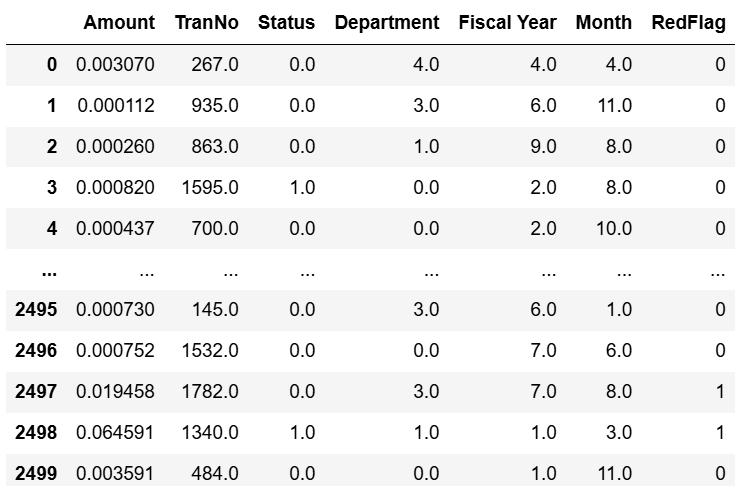 Amount TranNo Status Department Fiscal Year Month RedFlag
0 0.003070 267.0 0.0 4.0 4.0 4.0 0
1 0.000112 935.0 0.0 3.0 6.0 11.0 0
2 0.000260 863.0 0.0 1.0 9.0 8.0 0
3 0.000820 1595.0 1.0 0.0 2.0 8.0 0
4 0.000437 700.0 0.0 0.0 2.0 10.0 0
... ... ... ... ... ... ... ...
2495 0.000730 145.0 0.0 3.0 6.0 1.0 0
2496 0.000752 1532.0 0.0 0.0 7.0 6.0 0
2497 0.019458 1782.0 0.0 3.0 7.0 8.0 1
2498 0.064591 1340.0 1.0 1.0 1.0 3.0 1
2499 0.003591 484.0 0.0 0.0 1.0 11.0 0